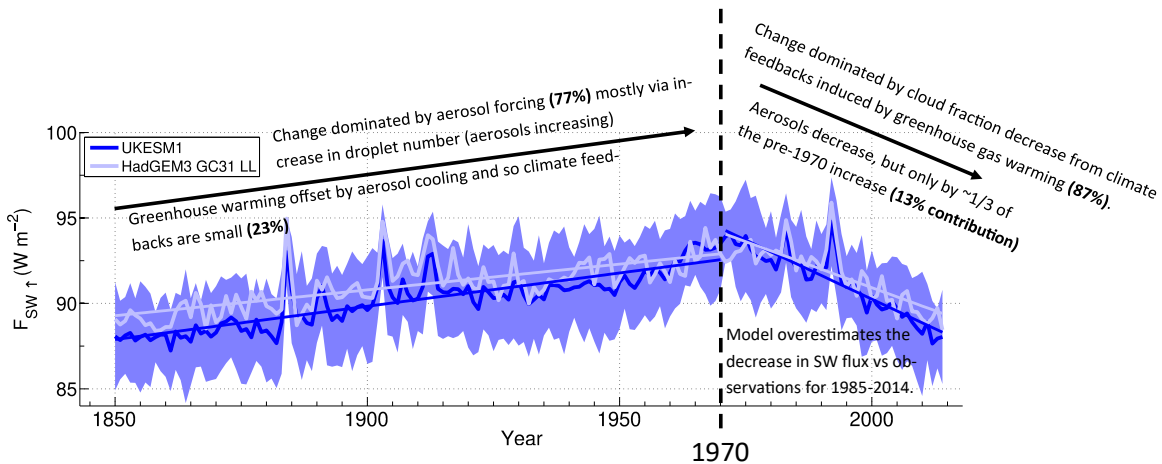 Change dominated by cloud fraction decrease from climate
feedbacks induced by greenhouse gas warming (87%).
Aerosols decrease, but only by ~1/3 of
the pre-1970 increase (13% contribution)
Change dominated by aerosol forcing (77%) mostly via in-
crease in droplet number (aerosols increasing)
Greenhouse warming offset by aerosol cooling and so climate feed-
backs are small (23%)
UKESM1
HadGEM3 GC31 LL
100
95
90
85
F SW ↑ (W m⁻²)
Model overestimates the
decrease in SW flux vs ob-
servations for 1985-2014.
1850
1900
1950
2000
Year
1970